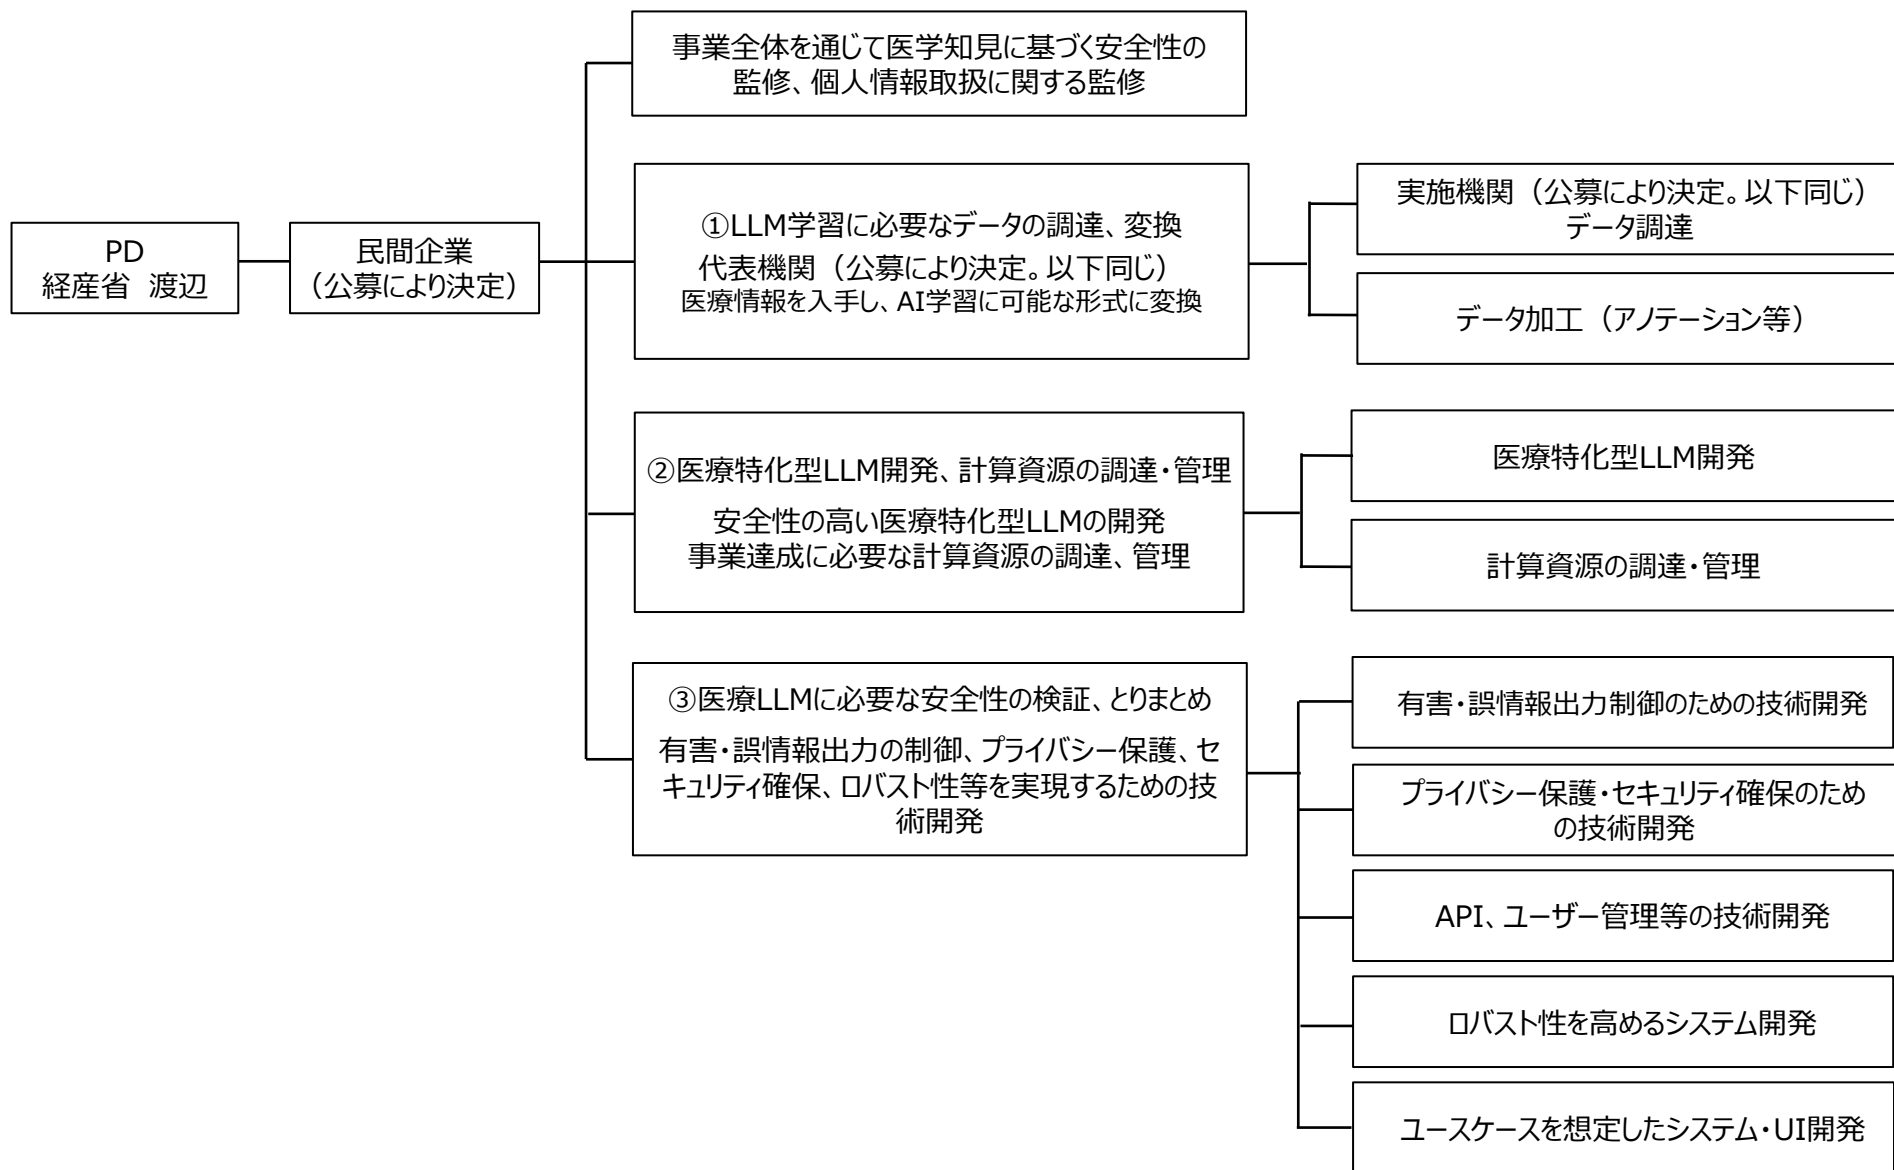 事業全体を通じて医学知見に基づく安全性の
監修、個人情報取扱に関する監修
PD
経産省 渡辺
民間企業
（公募により決定）
①LLM学習に必要なデータの調達、変換
代表機関（公募により決定。以下同じ）
医療情報を入手し、AI学習に可能な形式に変換
実施機関（公募により決定。以下同じ）
データ調達
データ加工（アノテーション等）
②医療特化型LLM開発、計算資源の調達・管理
安全性の高い医療特化型LLMの開発
事業達成に必要な計算資源の調達、管理
医療特化型LLM開発
計算資源の調達・管理
③医療LLMに必要な安全性の検証、とりまとめ
有害・誤情報出力の制御、プライバシー保護、セ
キュリティ確保、ロバスト性等を実現するための技
術開発
有害・誤情報出力制御のための技術開発
プライバシー保護・セキュリティ確保のため
の技術開発
API、ユーザー管理等の技術開発
ロバスト性を高めるシステム開発
ユースケースを想定したシステム・UI開発